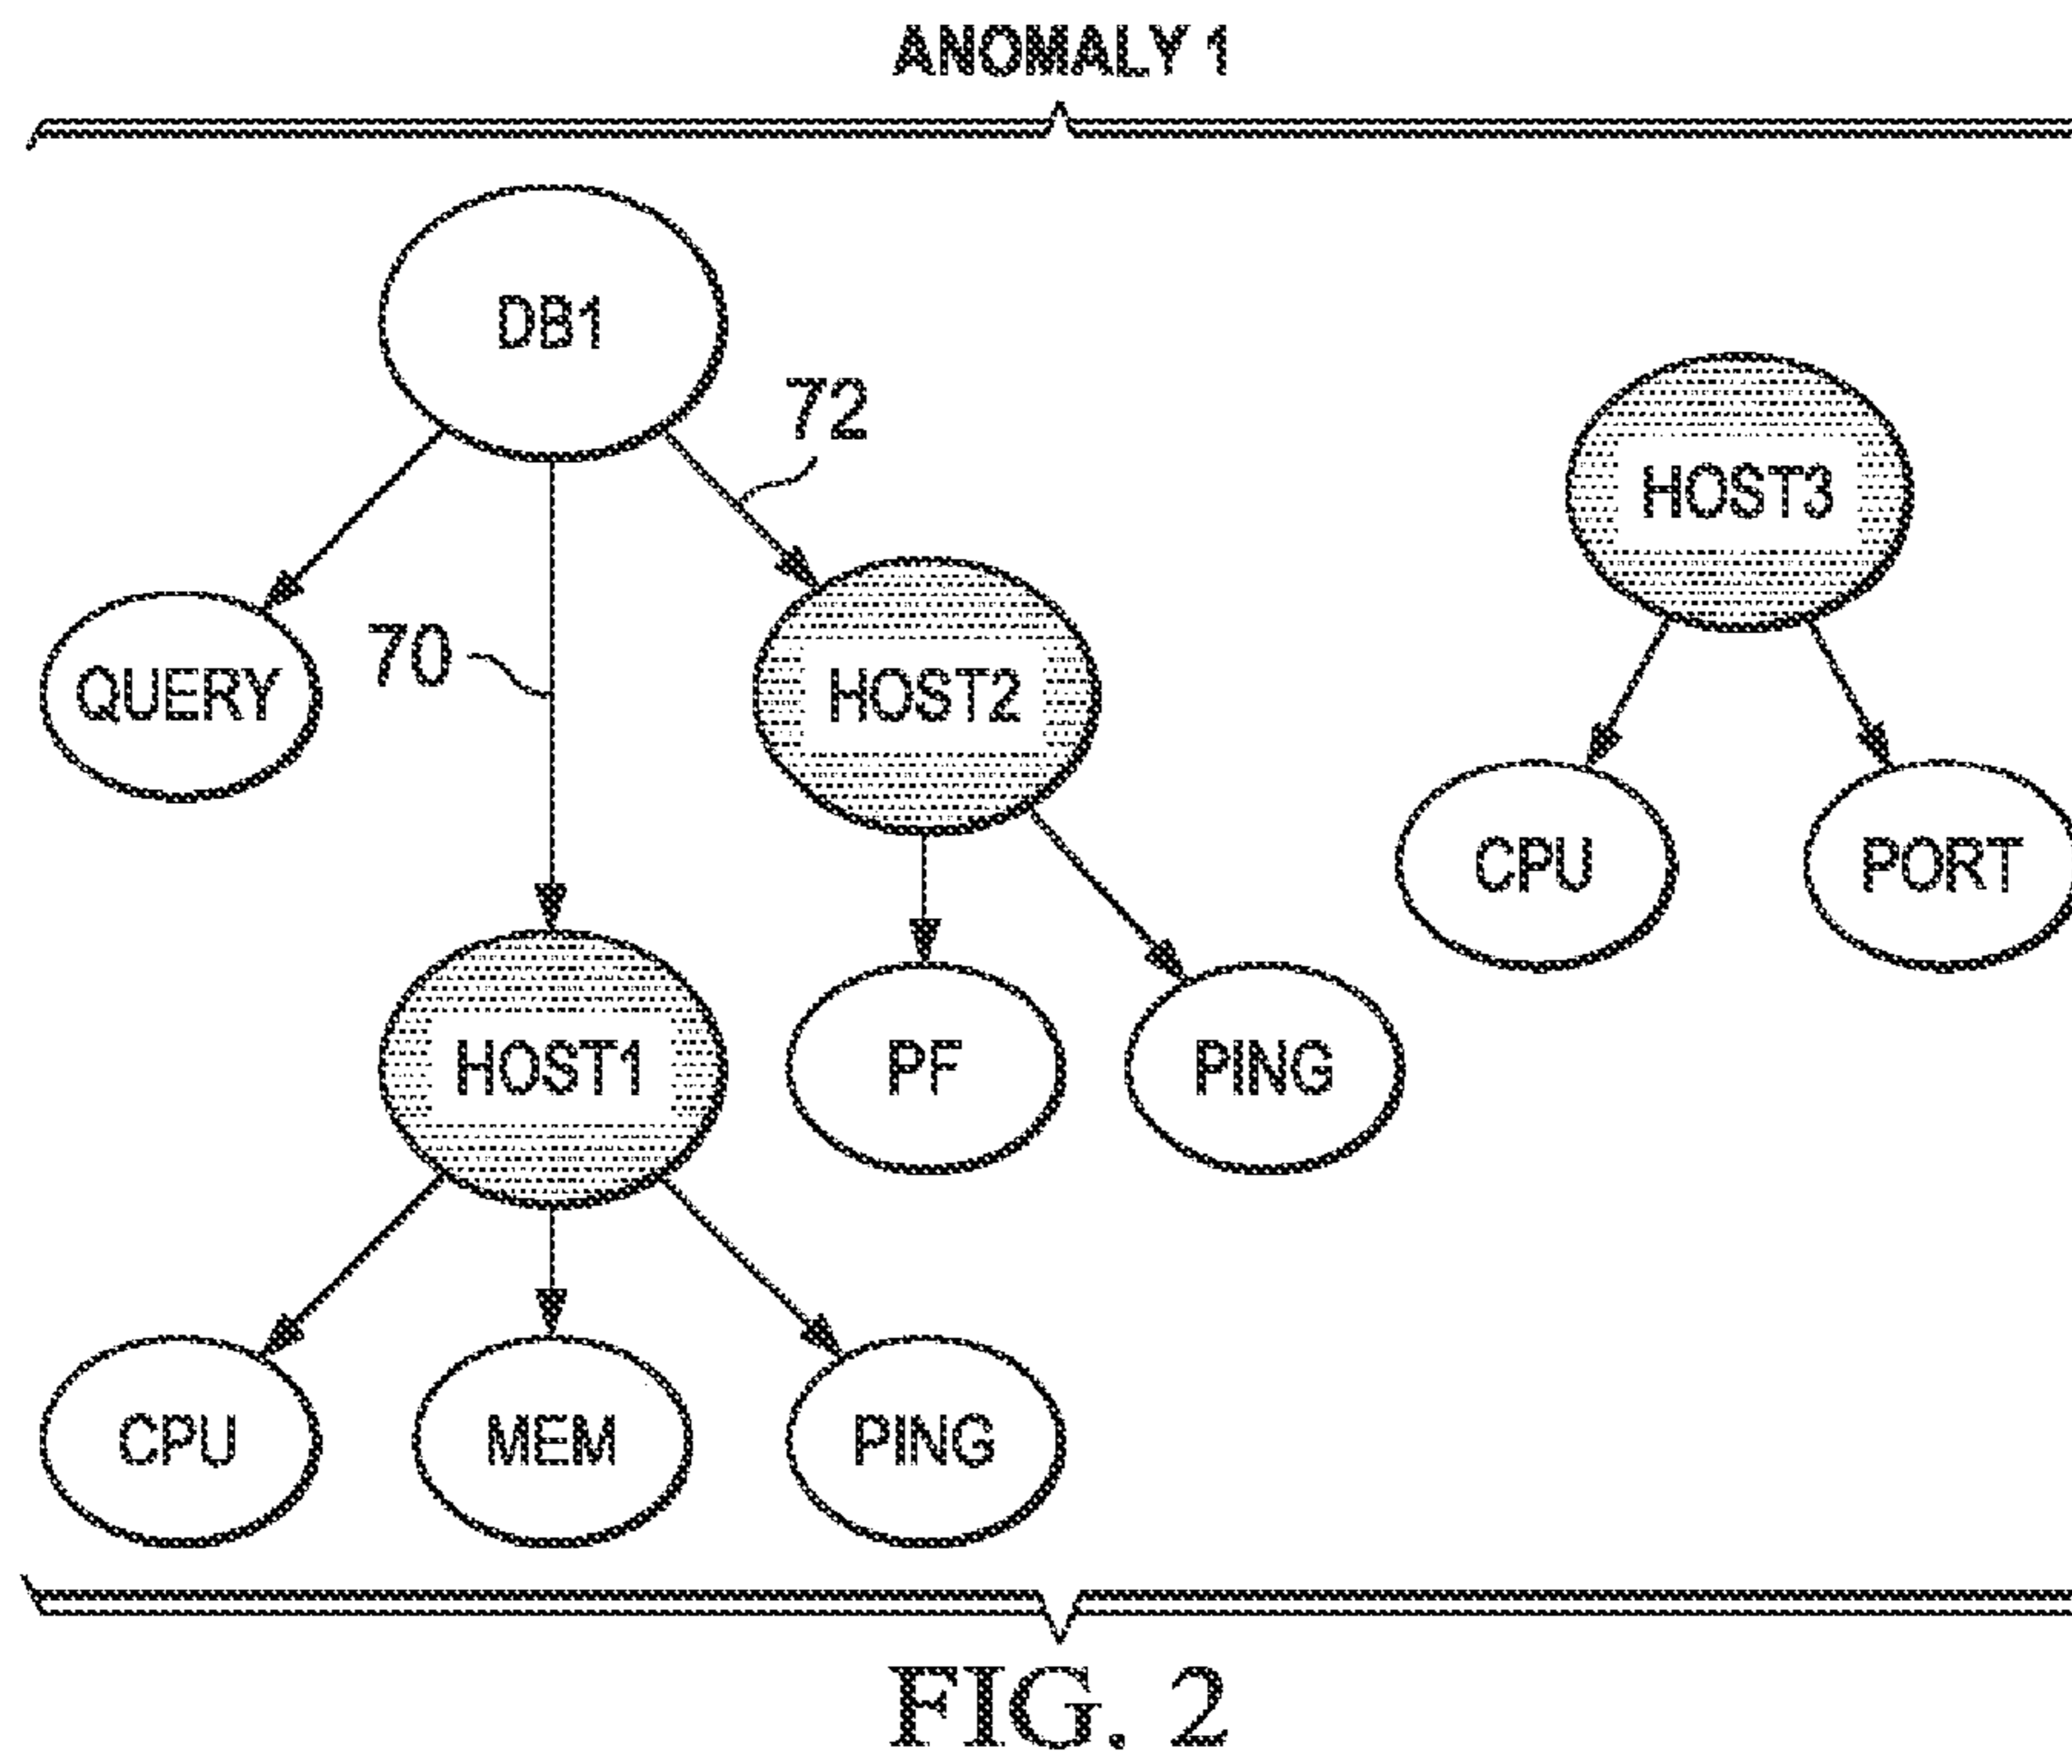 ANOMALY 1
DB1
72
HOST3
QUERY
70
HOST2
CPU
PORT
HOST1
PF
PING
CPU
MEM
PING
FIG. 2